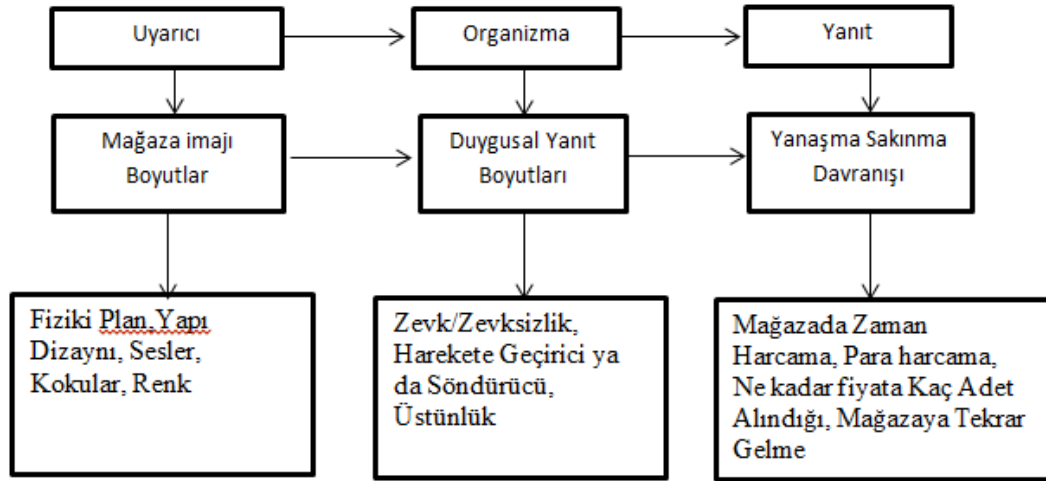 Uyarıcı
Organizma
Yanıt
Mağaza imajı
Boyutlar
Duygusal Yanıt
Boyutları
Yanaşma Sakınma
Davranışı
Fiziki Plan,Yapı
Dizaynı, Sesler,
Kokular, Renk
Zevk/Zevksizlik,
Harekete Geçirici ya
da Söndürücü,
Üstünlük
Mağazada Zaman
Harcama, Para harcama,
Ne kadar fiyata Kaç Adet
Alındığı, Mağazaya Tekrar
Gelme